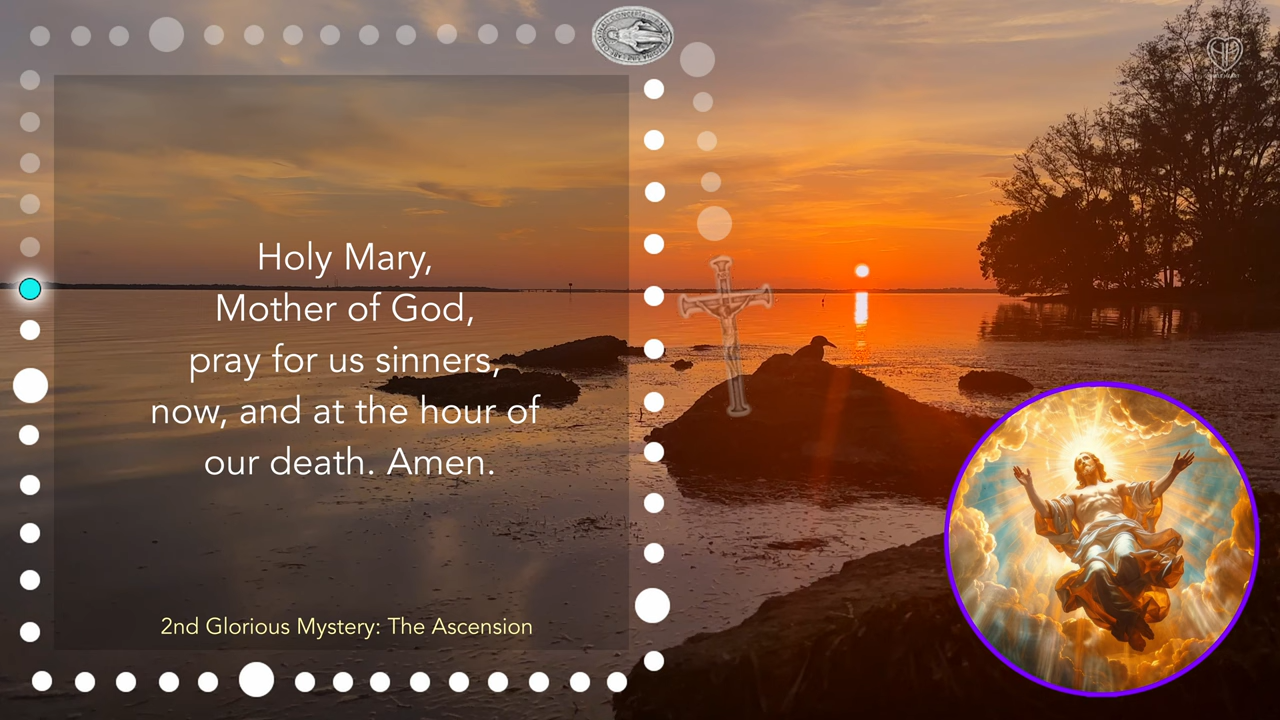 Holy Mary,
Mother of God,
pray for us sinners,
now, and at the hour of
our death. Amen.
2nd Glorious Mystery: The Ascension